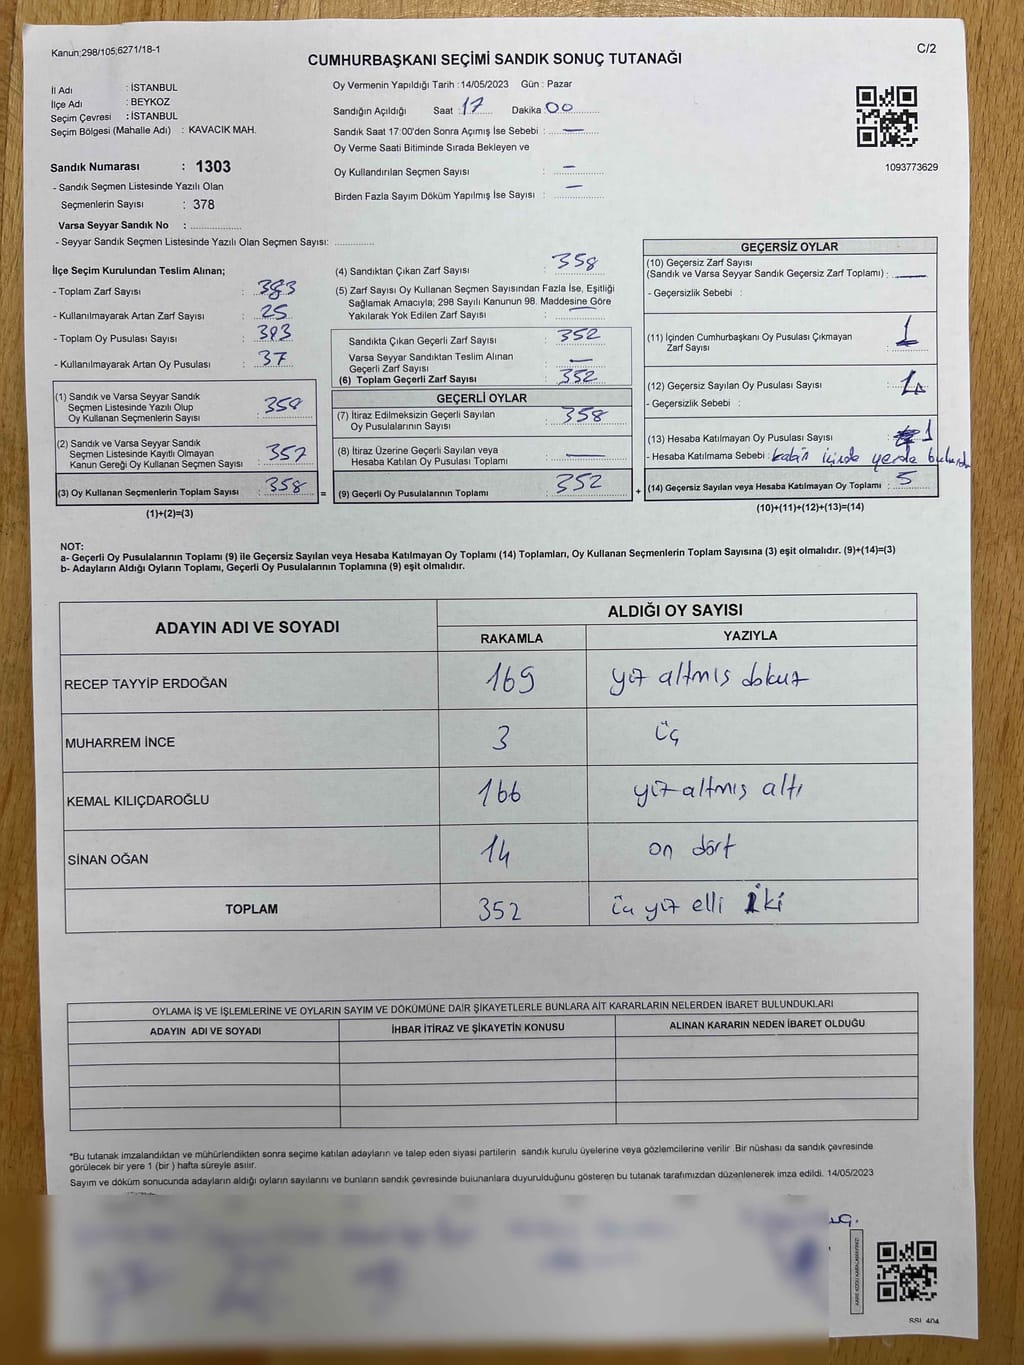 Kanun;298/105;6271/18-1
C/2
CUMHURBAŞKANI SEÇİMİ SANDIK SONUÇ TUTANAĞI
İl Adı : İSTANBUL
İlçe Adı : BEYKOZ
Seçim Çevresi : İSTANBUL
Seçim Bölgesi (Mahalle Adı) : KAVACIK MAH.
Sandık Numarası : 1303
- Sandık Seçmen Listesinde Yazılı Olan
Seçmenlerin Sayısı : 378
Varsa Seyyar Sandık No : ..................
- Seyyar Sandık Seçmen Listesinde Yazılı Olan Seçmen Sayısı: ..............
Oy Vermenin Yapıldığı Tarih : 14/05/2023 Gün : Pazar
Sandığın Açıldığı Saat : 17 Dakika : 00
Sandık Saat 17:00'den Sonra Açımış İse Sebebi : —
Oy Verme Saati Bitiminde Sırada Bekleyen ve
Oy Kullandırılan Seçmen Sayısı : —
Birden Fazla Sayım Döküm Yapılmış İse Sayısı : —
1093773629
İlçe Seçim Kurulundan Teslim Alınan;
- Toplam Zarf Sayısı : 383
- Kullanılmayarak Artan Zarf Sayısı : 25
- Toplam Oy Pusulası Sayısı : 393
- Kullanılmayarak Artan Oy Pusulası : 37
(1) Sandık ve Varsa Seyyar Sandık
Seçmen Listesinde Yazılı Olup
Oy Kullanan Seçmenlerin Sayısı : 358
(2) Sandık ve Varsa Seyyar Sandık
Seçmen Listesinde Kayıtlı Olmayan
Kanun Gereği Oy Kullanan Seçmen Sayısı :
(3) Oy Kullanan Seçmenlerin Toplam Sayısı : 358 =
(1)+(2)=(3)
(4) Sandıktan Çıkan Zarf Sayısı : 358
(5) Zarf Sayısı Oy Kullanan Seçmen Sayısından Fazla İse, Eşitliği
Sağlamak Amacıyla, 298 Sayılı Kanunun 98. Maddesine Göre
Yakılarak Yok Edilen Zarf Sayısı : —
Sandıkta Çıkan Geçerli Zarf Sayısı : 352
Varsa Seyyar Sandıktan Teslim Alınan
Geçerli Zarf Sayısı : —
(6) Toplam Geçerli Zarf Sayısı : 352
GEÇERLİ OYLAR
(7) İtiraz Edilmeksizin Geçerli Sayılan
Oy Pusulalarının Sayısı : 358
(8) İtiraz Üzerine Geçerli Sayılan veya
Hesaba Katılan Oy Pusulası Toplamı : —
(9) Geçerli Oy Pusulalarının Toplamı : 352 +
GEÇERSİZ OYLAR
(10) Geçersiz Zarf Sayısı
(Sandık ve Varsa Seyyar Sandık Geçersiz Zarf Toplamı) : —
- Geçersizlik Sebebi :
(11) İçinden Cumhurbaşkanı Oy Pusulası Çıkmayan
Zarf Sayısı : 1
(12) Geçersiz Sayılan Oy Pusulası Sayısı :
- Geçersizlik Sebebi :
(13) Hesaba Katılmayan Oy Pusulası Sayısı : 1
- Hesaba Katılmama Sebebi : kabin içinde yerde
(14) Geçersiz Sayılan veya Hesaba Katılmayan Oy Toplamı : 5
(10)+(11)+(12)+(13)=(14)
NOT:
a- Geçerli Oy Pusulalarının Toplamı (9) ile Geçersiz Sayılan veya Hesaba Katılmayan Oy Toplamı (14) Toplamları, Oy Kullanan Seçmenlerin Toplam Sayısına (3) eşit olmalıdır. (9)+(14)=(3)
b- Adayların Aldığı Oyların Toplamı, Geçerli Oy Pusulalarının Toplamına (9) eşit olmalıdır.
ADAYIN ADI VE SOYADI
ALDIĞI OY SAYISI
RAKAMLA YAZIYLA
RECEP TAYYİP ERDOĞAN 169 yüz altmış dokuz
MUHARREM İNCE 3 üç
KEMAL KILIÇDAROĞLU 166 yüz altmış altı
SİNAN OĞAN 14 on dört
TOPLAM 352 üç yüz elli iki
OYLAMA İŞ VE İŞLEMLERİNE VE OYLARIN SAYIM VE DÖKÜMÜNE DAİR ŞİKAYETLERLE BUNLARA AİT KARARLARIN NELERDEN İBARET BULUNDUKLARI
ADAYIN ADI VE SOYADI İHBAR İTİRAZ VE ŞİKAYETİN KONUSU ALINAN KARARIN NEDEN İBARET OLDUĞU
*Bu tutanak imzalandıktan ve mühürlendikten sonra seçime katılan adayların ve talep eden siyasi partilerin sandık kurulu üyelerine veya gözlemcilerine verilir. Bir nüshası da sandık çevresinde
görülecek bir yere 1 (bir ) hafta süreyle asılır.
Sayım ve döküm sonucunda adayların aldığı oyların sayılarını ve bunların sandık çevresinde bulunanlara duyurulduğunu gösteren bu tutanak tarafımızdan düzenlenerek imza edildi. 14/05/2023